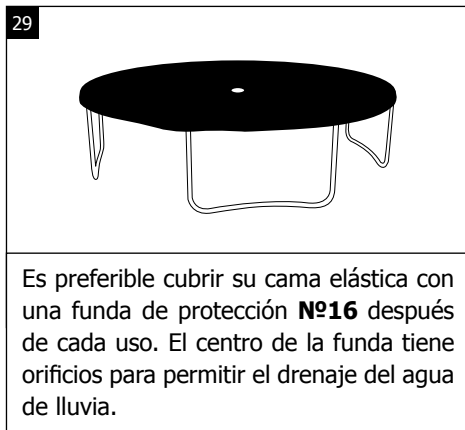 29
Es preferible cubrir su cama elástica con
una funda de protección Nº16 después
de cada uso. El centro de la funda tiene
orificios para permitir el drenaje del agua
de lluvia.